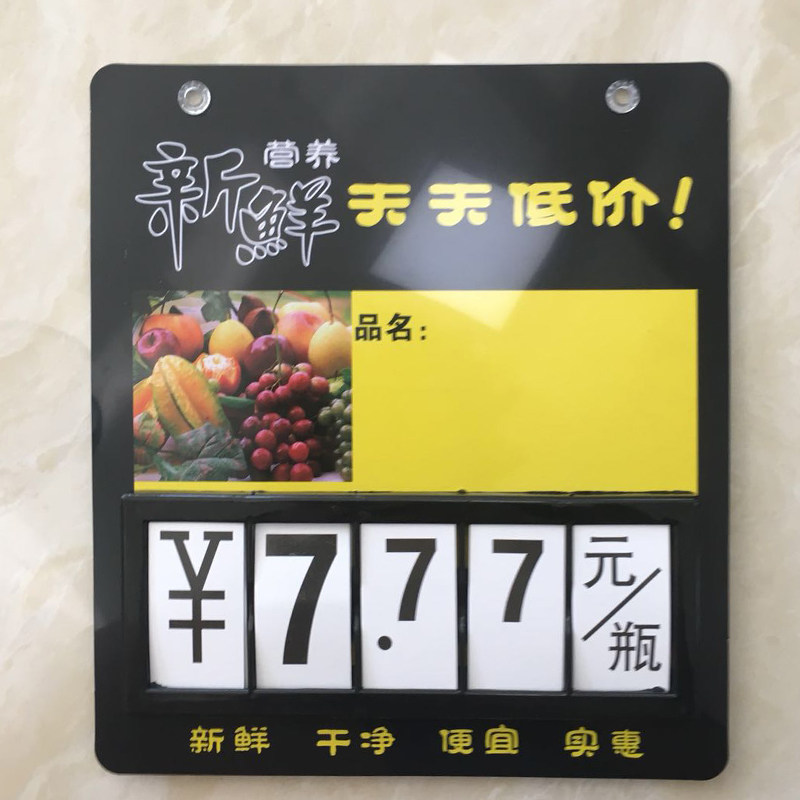 营养
新鲜 天天低价!
品名:
¥7.77元/瓶
新鲜 干净 便宜 实惠